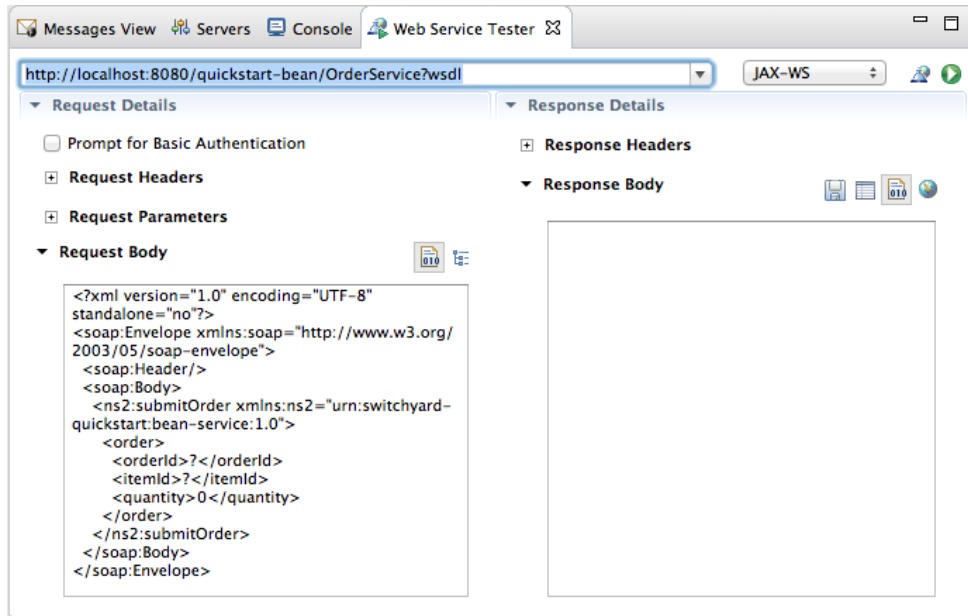 Messages View Servers Console Web Service Tester
http://localhost:8080/quickstart-bean/OrderService?wsdl JAX-WS
Request Details
Prompt for Basic Authentication
Request Headers
Request Parameters
Request Body
010
<?xml version="1.0" encoding="UTF-8"
standalone="no"?>
<soap:Envelope xmlns:soap="http://www.w3.org/
2003/05/soap-envelope">
<soap:Header/>
<soap:Body>
<ns2:submitOrder xmlns:ns2="urn:switchyard-
quickstart:bean-service:1.0">
<order>
<orderId>?</orderId>
<itemId>?</itemId>
<quantity>0</quantity>
</order>
</ns2:submitOrder>
</soap:Body>
</soap:Envelope>
Response Details
Response Headers
Response Body
010